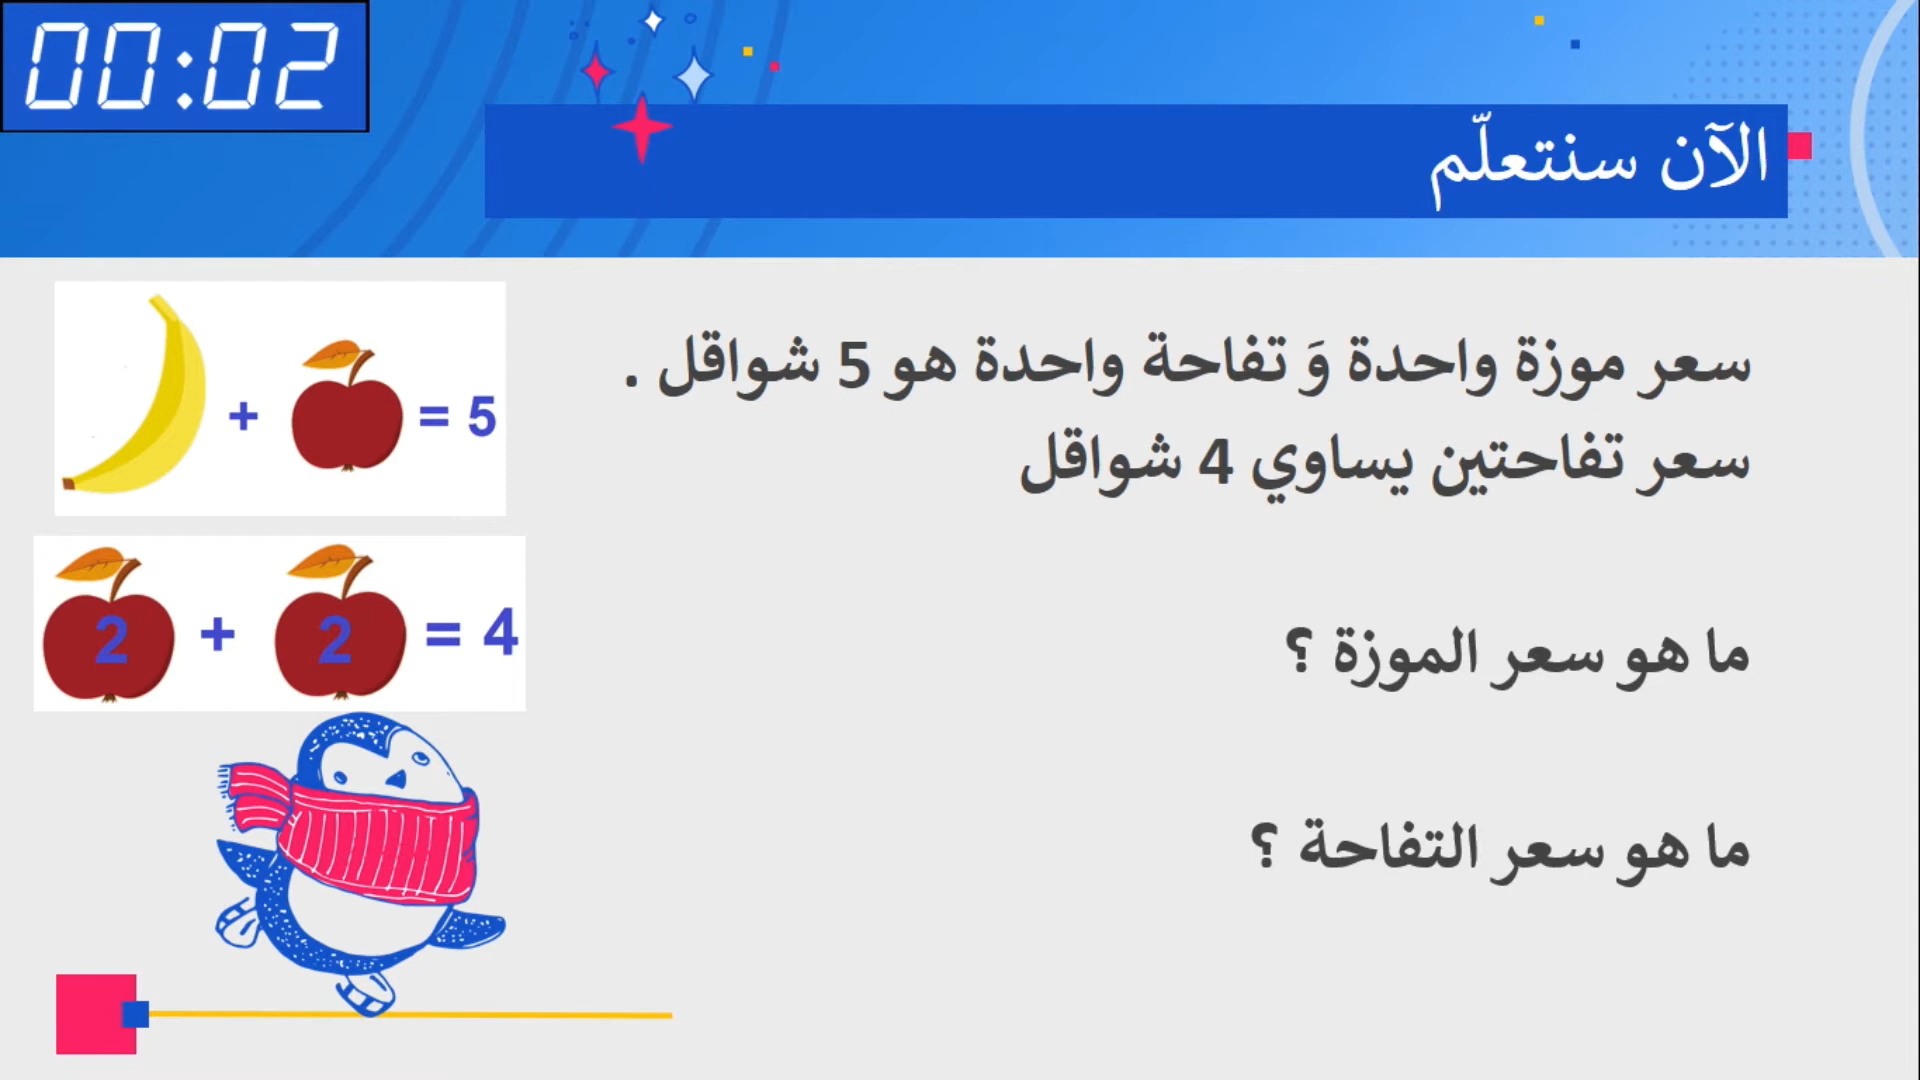 00:02
الآن سنتعلّم
سعر موزة واحدة وَ تفاحة واحدة هو 5 شواقل .
سعر تفاحتين يساوي 4 شواقل
+ = 5
2 + 2 = 4
ما هو سعر الموزة ؟
ما هو سعر التفاحة ؟